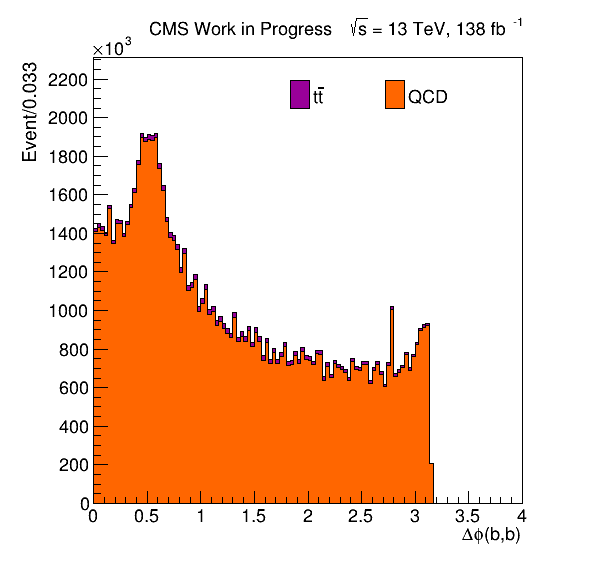 CMS Work in Progress √s = 13 TeV, 138 fb ⁻¹
×10³
Event/0.033
2200
2000
1800
1600
1400
1200
1000
800
600
400
200
0
tt̄
QCD
0 0.5 1 1.5 2 2.5 3 3.5 4
Δϕ(b,b)